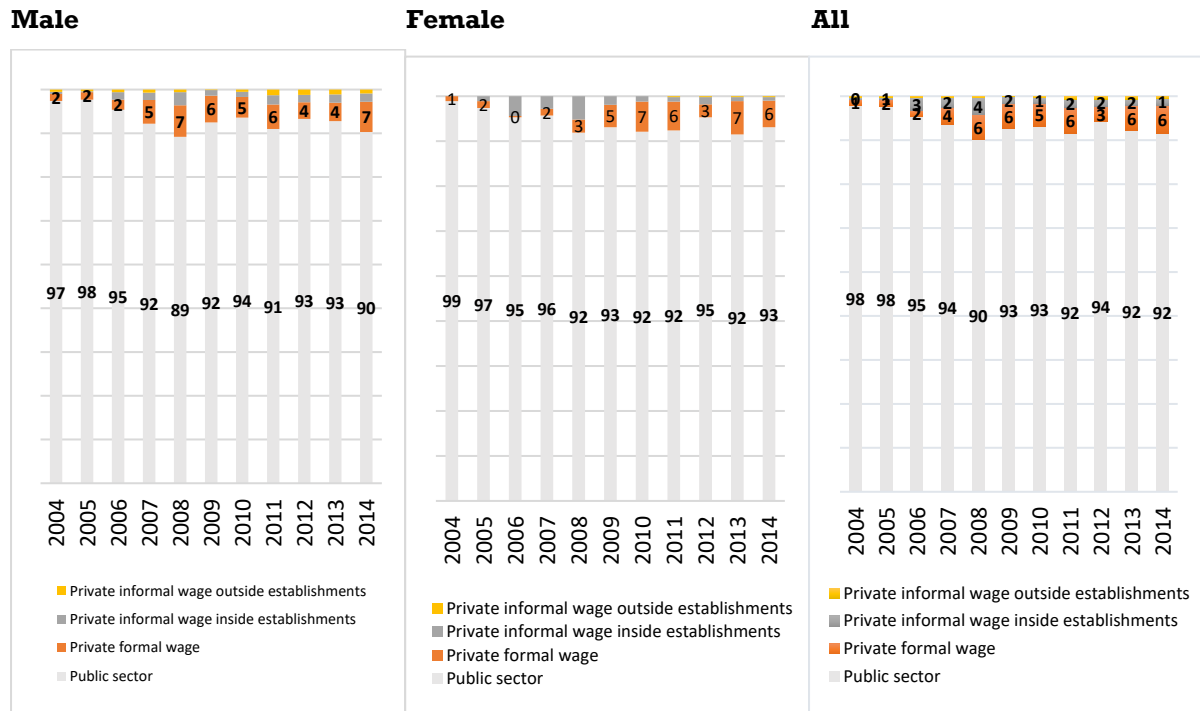 Male
2 2 2 5 7 6 5 6 4 4 7
97 98 95 92 89 92 94 91 93 93 90
2004 2005 2006 2007 2008 2009 2010 2011 2012 2013 2014
Private informal wage outside establishments
Private informal wage inside establishments
Private formal wage
Public sector
Female
1 2 0 2 3 5 7 6 3 7 6
99 97 95 96 92 93 92 92 95 92 93
2004 2005 2006 2007 2008 2009 2010 2011 2012 2013 2014
Private informal wage outside establishments
Private informal wage inside establishments
Private formal wage
Public sector
All
0 1 3 2 4 2 1 2 2 2 1
1 2 2 4 6 6 5 6 3 6 6
98 98 95 94 90 93 93 92 94 92 92
2004 2005 2006 2007 2008 2009 2010 2011 2012 2013 2014
Private informal wage outside establishments
Private informal wage inside establishments
Private formal wage
Public sector